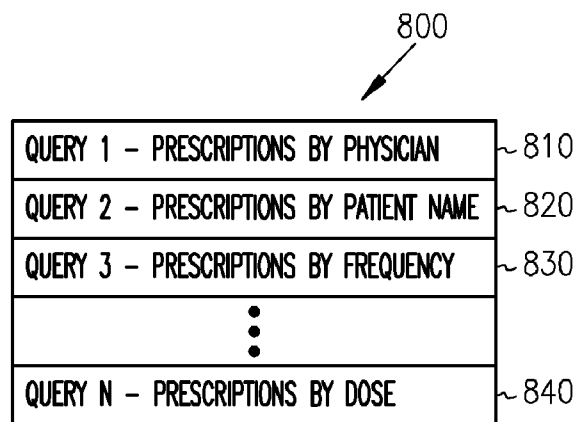 800
QUERY 1 - PRESCRIPTIONS BY PHYSICIAN 810
QUERY 2 - PRESCRIPTIONS BY PATIENT NAME 820
QUERY 3 - PRESCRIPTIONS BY FREQUENCY 830
QUERY N - PRESCRIPTIONS BY DOSE 840